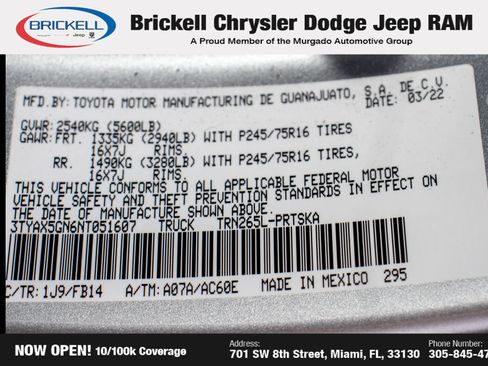 BRICKELL
Brickell Chrysler Dodge Jeep RAM
A Proud Member of the Murgado Automotive Group
MFD. BY: TOYOTA MOTOR MANUFACTURING DE GUANAJUATO, S.A. DE C.V.
DATE: 03/22
GVWR: 2540KG (5600LB)
GAWR: FRT. 1335KG (2940LB) WITH P245/75R16 TIRES
16X7J RIMS.
RR. 1490KG (3280LB) WITH P245/75R16 TIRES,
16X7J RIMS.
THIS VEHICLE CONFORMS TO ALL APPLICABLE FEDERAL MOTOR
VEHICLE SAFETY AND THEFT PREVENTION STANDARDS IN EFFECT ON
THE DATE OF MANUFACTURE SHOWN ABOVE.
3TYAX5GN6NT051607 TRUCK TRN265L-PRTSKA
C/TR: 1J9/FB14 A/TM: A07A/AC60E MADE IN MEXICO 295
NOW OPEN! 10/100k Coverage
Address:
701 SW 8th Street, Miami, FL, 33130
Phone Number:
305-845-47